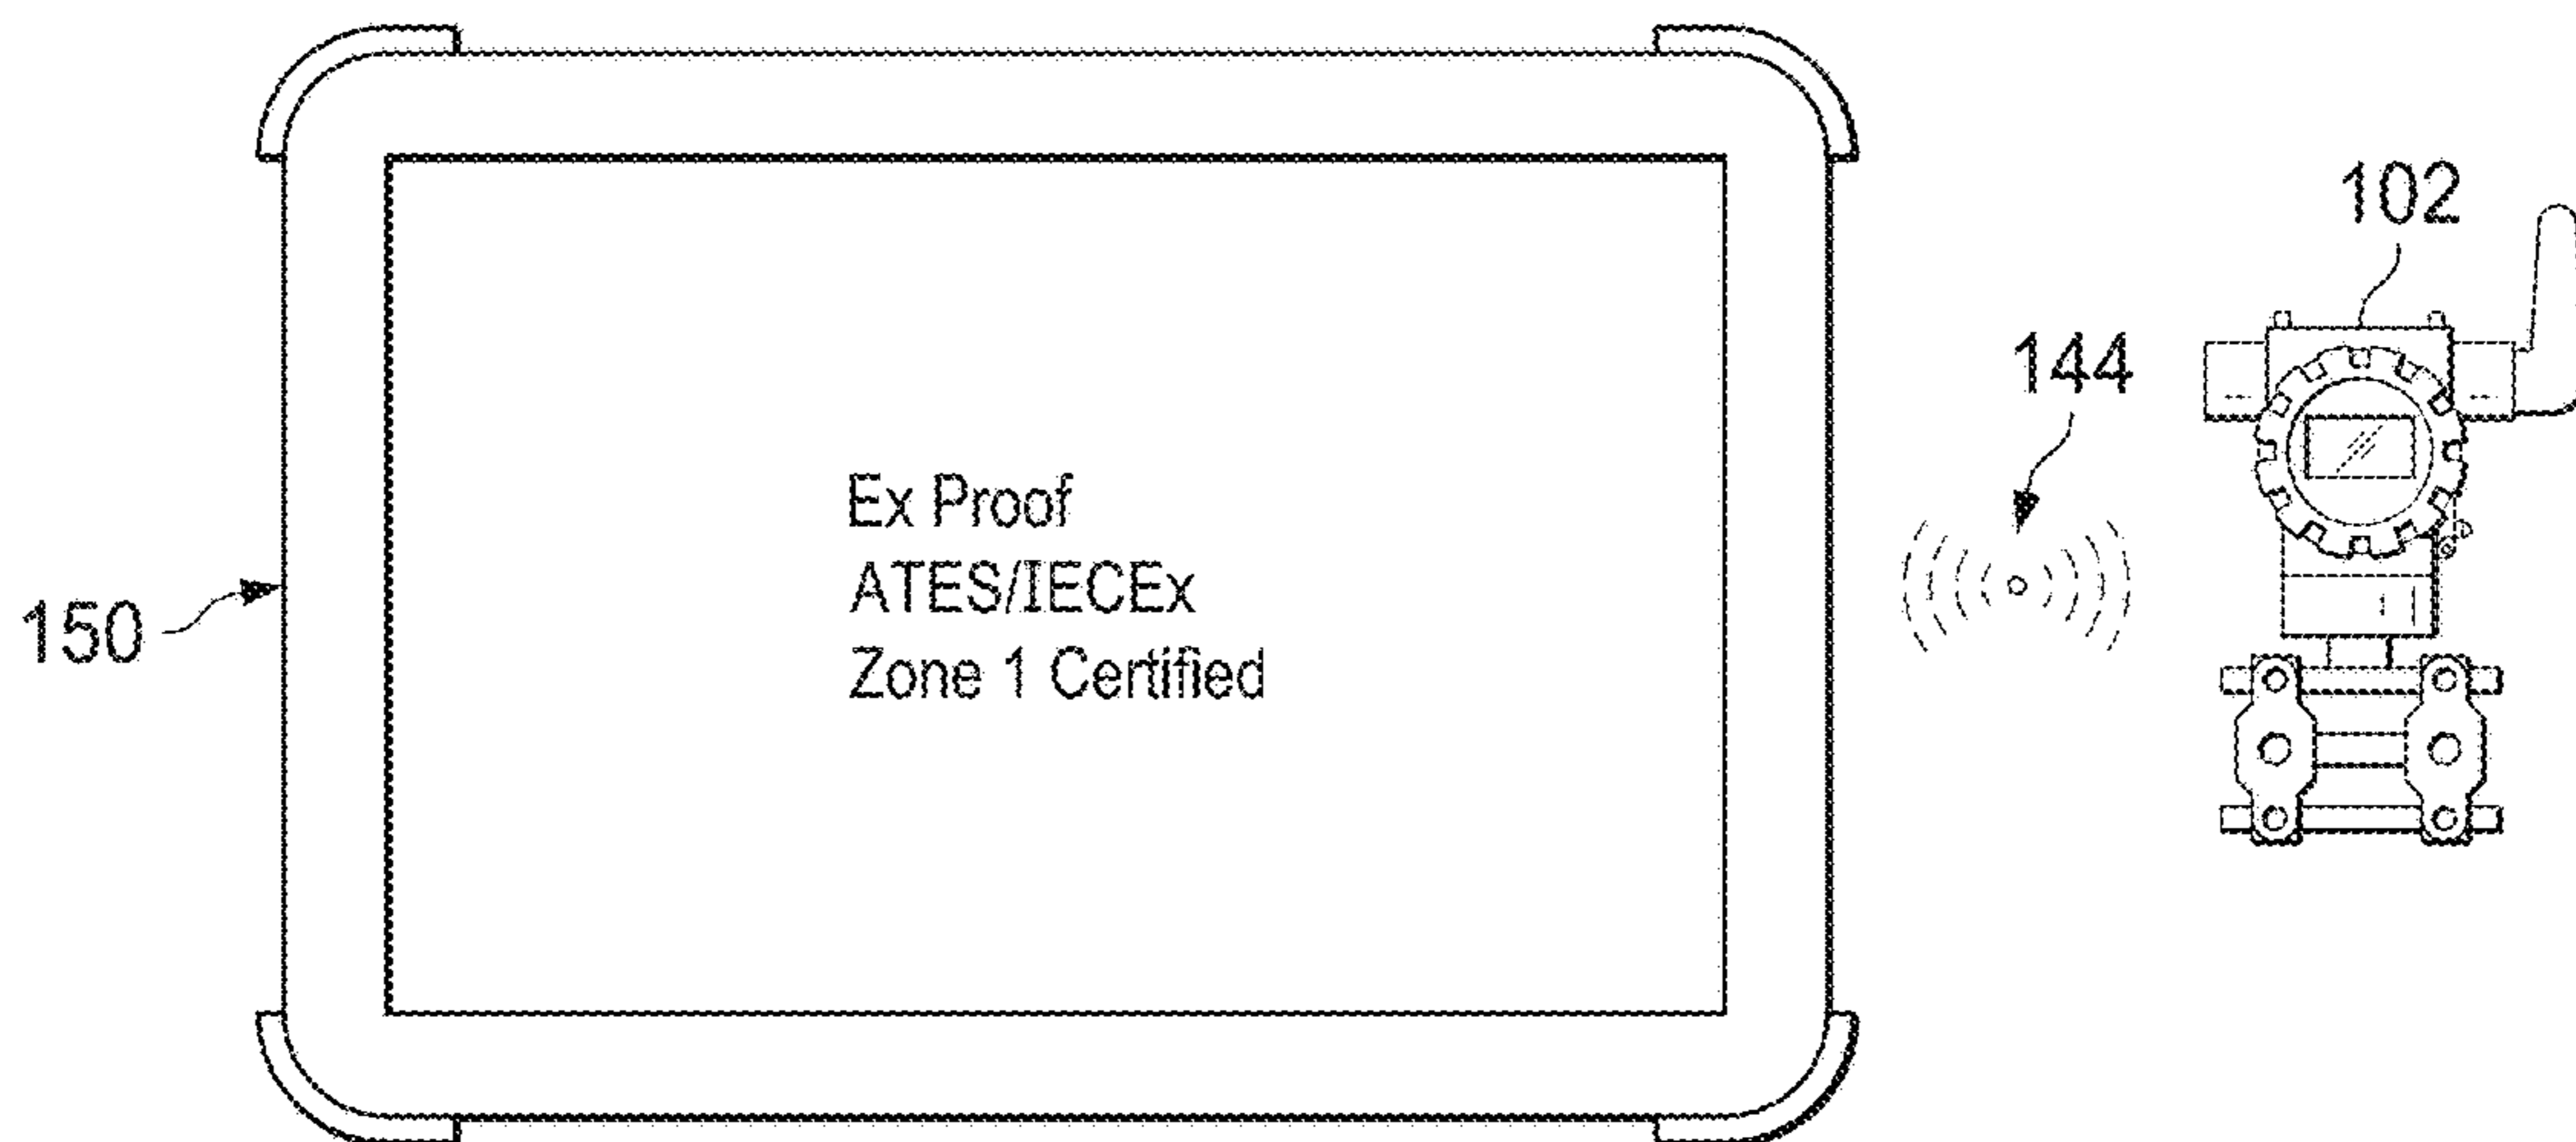 102
144
Ex Proof
ATES/IECEx
Zone 1 Certified
150